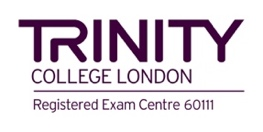 TRINITY
COLLEGE LONDON
Registered Exam Centre 60111